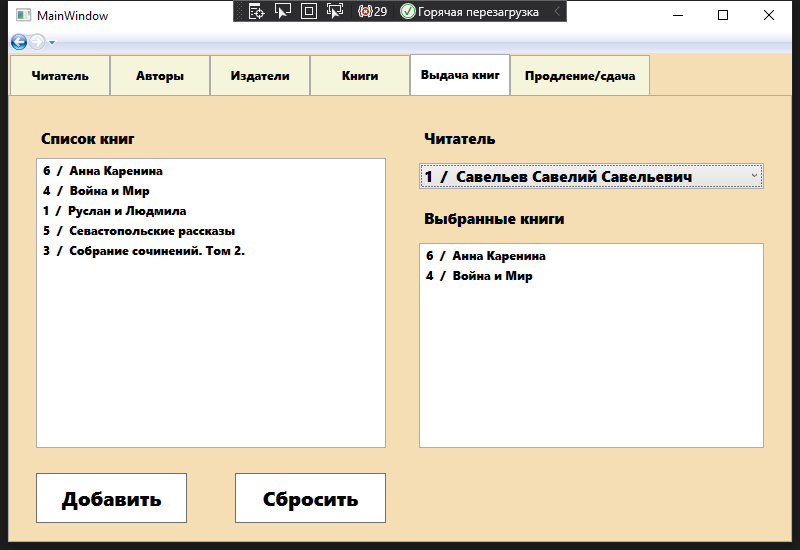 MainWindow
29
Горячая перезагрузка
Читатель
Авторы
Издатели
Книги
Выдача книг
Продление/сдача
Список книг
6 / Анна Каренина
4 / Война и Мир
1 / Руслан и Людмила
5 / Севастопольские рассказы
3 / Собрание сочинений. Том 2.
Добавить
Сбросить
Читатель
1 / Савельев Савелий Савельевич
Выбранные книги
6 / Анна Каренина
4 / Война и Мир